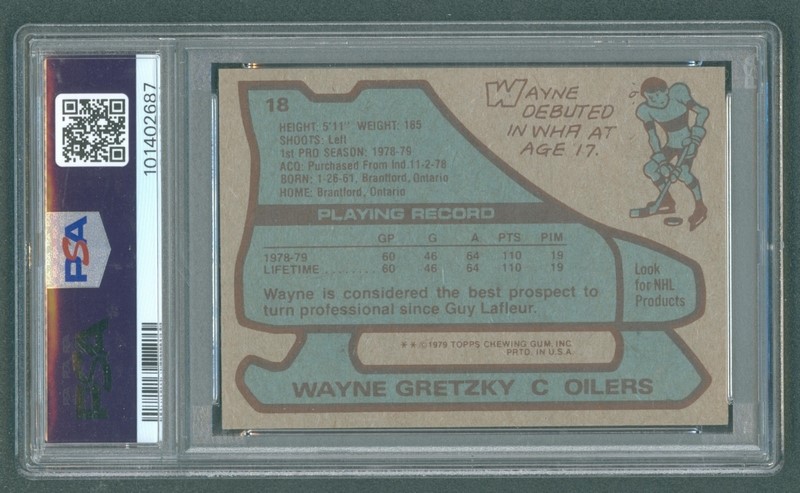 18
HEIGHT: 5'11" WEIGHT: 185
SHOOTS: Left
1st PRO SEASON: 1978-79
ACQ: Purchased From Ind. 11-2-78
BORN: 1-26-61, Brantford, Ontario
HOME: Brantford, Ontario
WAYNE
DEBUTED
IN WHA AT
AGE 17.
PLAYING RECORD
GP G A PTS PIM
1978-79 60 46 64 110 19
LIFETIME ........ 60 46 64 110 19
Wayne is considered the best prospect to
turn professional since Guy Lafleur.
Look
for NHL
Products
* * ©1979 TOPPS CHEWING GUM, INC.
PRTD. IN U.S.A.
WAYNE GRETZKY C OILERS
101402687
PSA
PSA